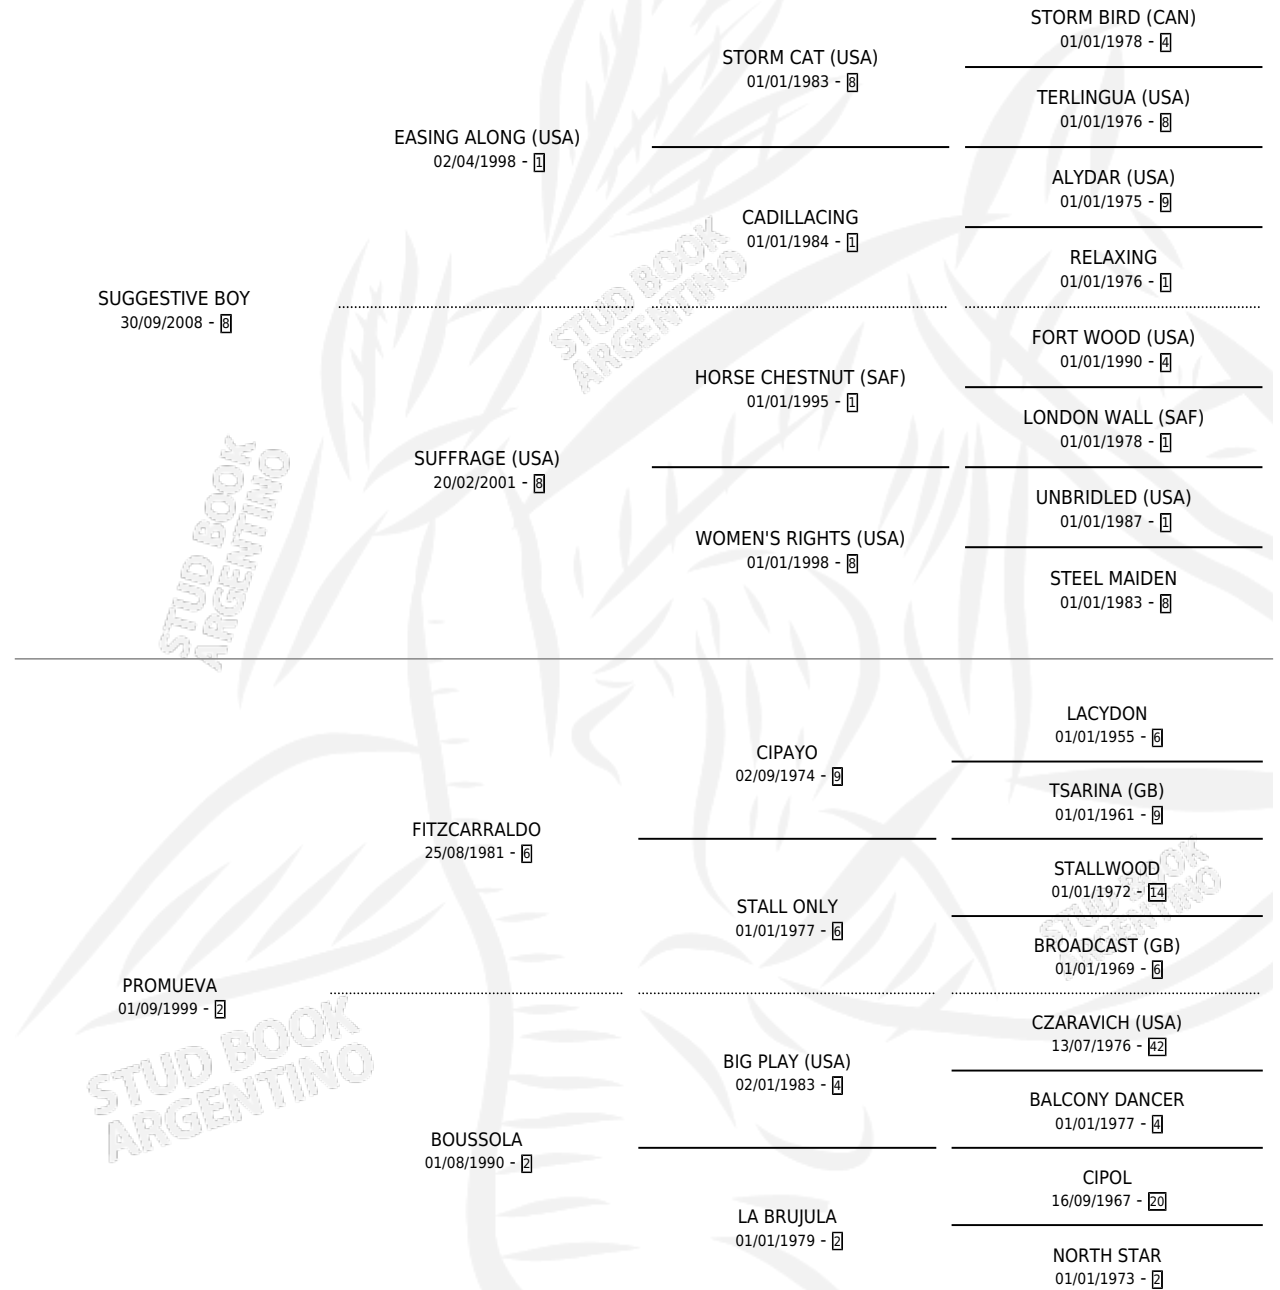 STORM BIRD (CAN)
01/01/1978 - 4
STORM CAT (USA)
01/01/1983 - 8
TERLINGUA (USA)
01/01/1976 - 8
EASING ALONG (USA)
02/04/1998 - 1
ALYDAR (USA)
01/01/1975 - 9
CADILLACING
01/01/1984 - 1
RELAXING
01/01/1976 - 1
SUGGESTIVE BOY
30/09/2008 - 8
FORT WOOD (USA)
01/01/1990 - 4
HORSE CHESTNUT (SAF)
01/01/1995 - 1
LONDON WALL (SAF)
01/01/1978 - 1
SUFFRAGE (USA)
20/02/2001 - 8
UNBRIDLED (USA)
01/01/1987 - 1
WOMEN'S RIGHTS (USA)
01/01/1998 - 8
STEEL MAIDEN
01/01/1983 - 8
LACYDON
01/01/1955 - 6
CIPAYO
02/09/1974 - 9
TSARINA (GB)
01/01/1961 - 9
FITZCARRALDO
25/08/1981 - 6
STALLWOOD
01/01/1972 - 14
STALL ONLY
01/01/1977 - 6
BROADCAST (GB)
01/01/1969 - 6
PROMUEVA
01/09/1999 - 2
CZARAVICH (USA)
13/07/1976 - 42
BIG PLAY (USA)
02/01/1983 - 4
BALCONY DANCER
01/01/1977 - 4
BOUSSOLA
01/08/1990 - 2
CIPOL
16/09/1967 - 20
LA BRUJULA
01/01/1979 - 2
NORTH STAR
01/01/1973 - 2
STUD BOOK
ARGENTINO
STUD BOOK
ARGENTINO
STUD BOOK
ARGENTINO
STUD BOOK
ARGENTINO